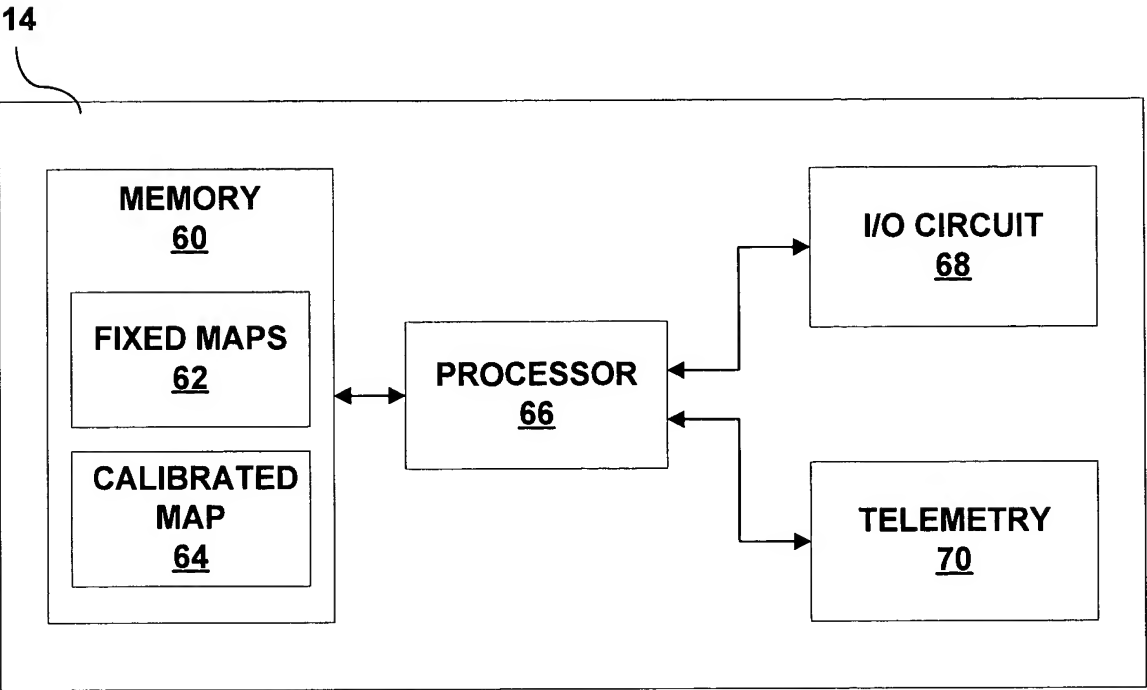 14
MEMORY
60
FIXED MAPS
62
CALIBRATED
MAP
64
PROCESSOR
66
I/O CIRCUIT
68
TELEMETRY
70